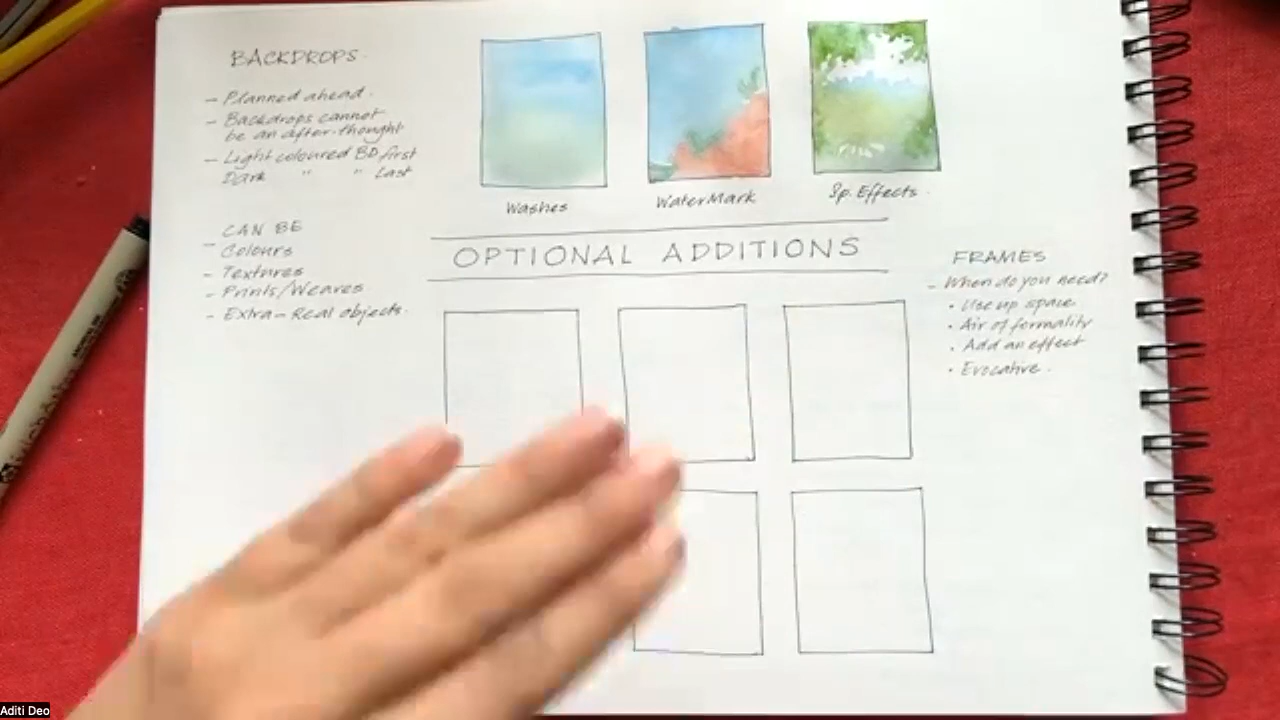 BACKDROPS.
- Planned ahead.
- Backdrops cannot
be an after-thought
- Light coloured BD first
Dark " " Last
CAN BE
- Colours
- Textures
- Prints/Weaves
- Extra-Real objects.
Washes
WaterMark
Sp. Effects.
OPTIONAL ADDITIONS
FRAMES
- When do you need?
• Use up space
• Air of formality
• Add an effect
• Evocative.
Aditi Deo